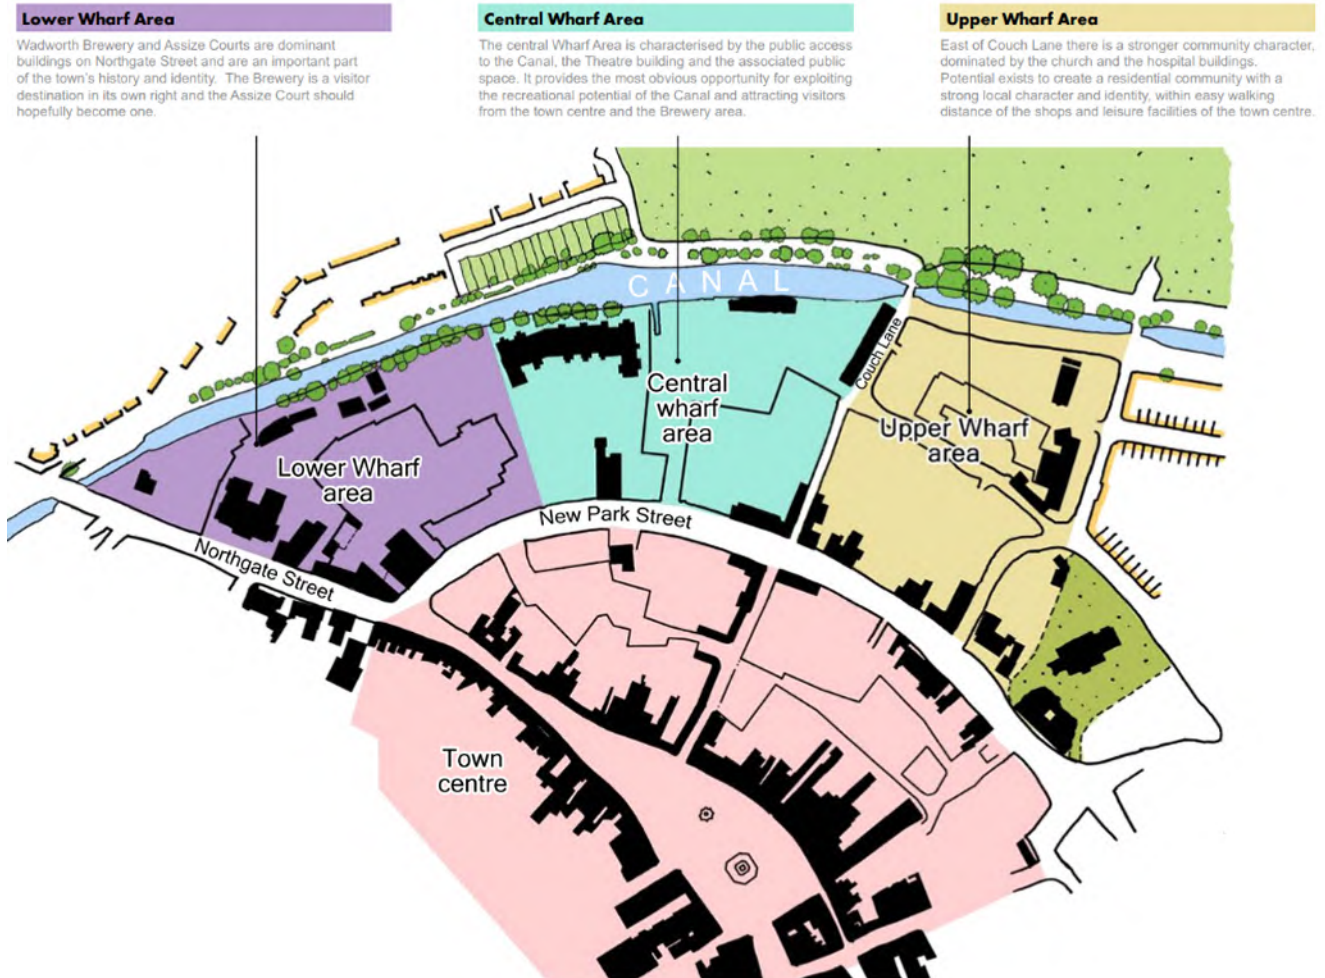 Lower Wharf Area
Wadworth Brewery and Assize Courts are dominant
buildings on Northgate Street and are an important part
of the town's history and identity. The Brewery is a visitor
destination in its own right and the Assize Court should
hopefully become one.
Central Wharf Area
The central Wharf Area is characterised by the public access
to the Canal, the Theatre building and the associated public
space. It provides the most obvious opportunity for exploiting
the recreational potential of the Canal and attracting visitors
from the town centre and the Brewery area.
Upper Wharf Area
East of Couch Lane there is a stronger community character,
dominated by the church and the hospital buildings.
Potential exists to create a residential community with a
strong local character and identity, within easy walking
distance of the shops and leisure facilities of the town centre.
CANAL
Couch Lane
Central
wharf
area
Upper Wharf
area
Lower Wharf
area
New Park Street
Northgate Street
Town
centre